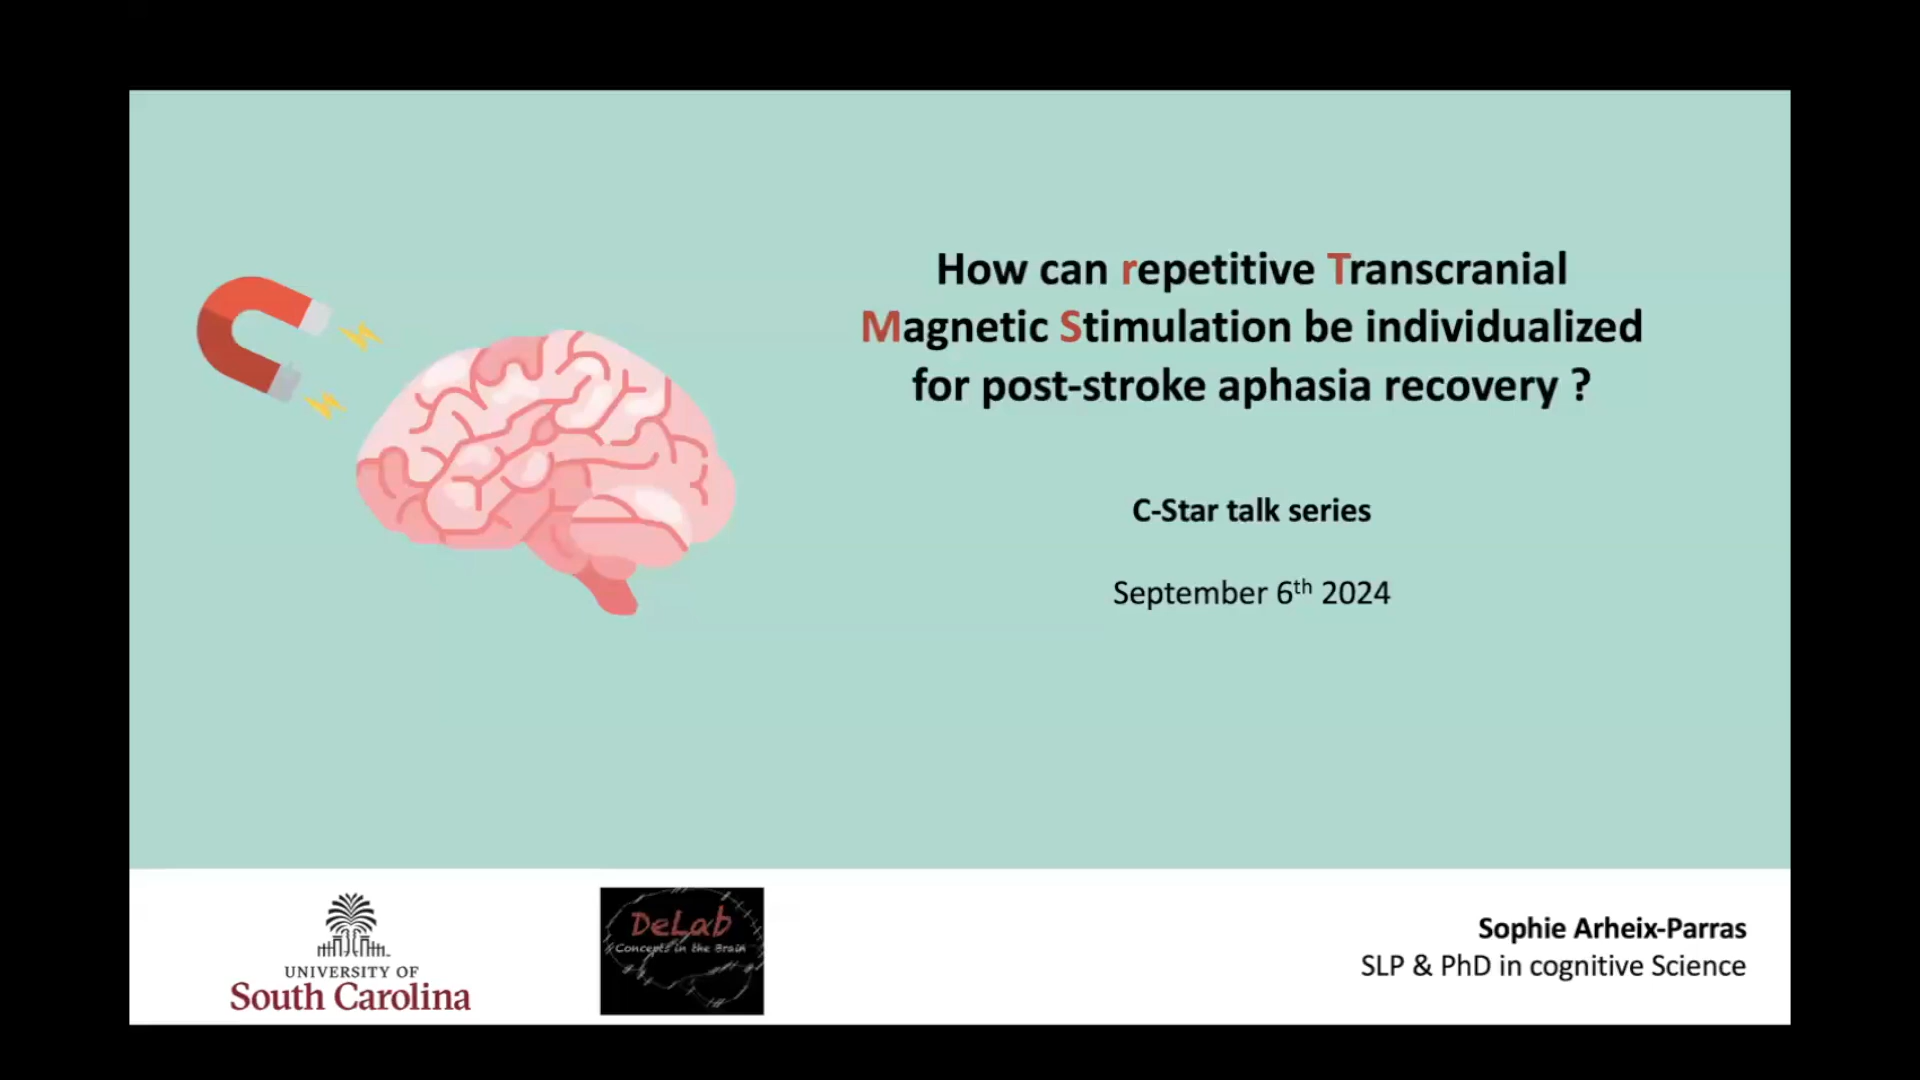 How can repetitive Transcranial
Magnetic Stimulation be individualized
for post-stroke aphasia recovery ?
C-Star talk series
September 6th 2024
UNIVERSITY OF
South Carolina
DeLab
Concepts in the Brain
Sophie Arheix-Parras
SLP & PhD in cognitive Science